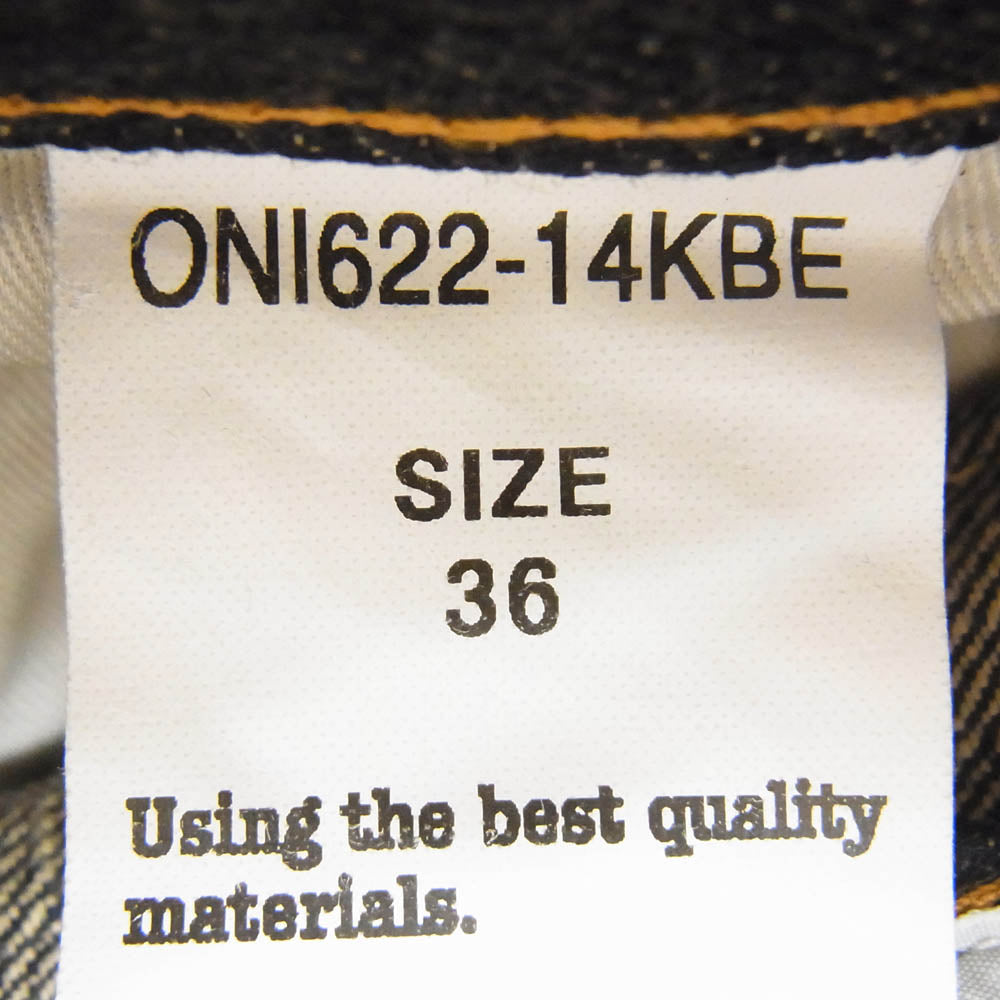 ONI622-14KBE
SIZE
36
Using the best quality
materials.